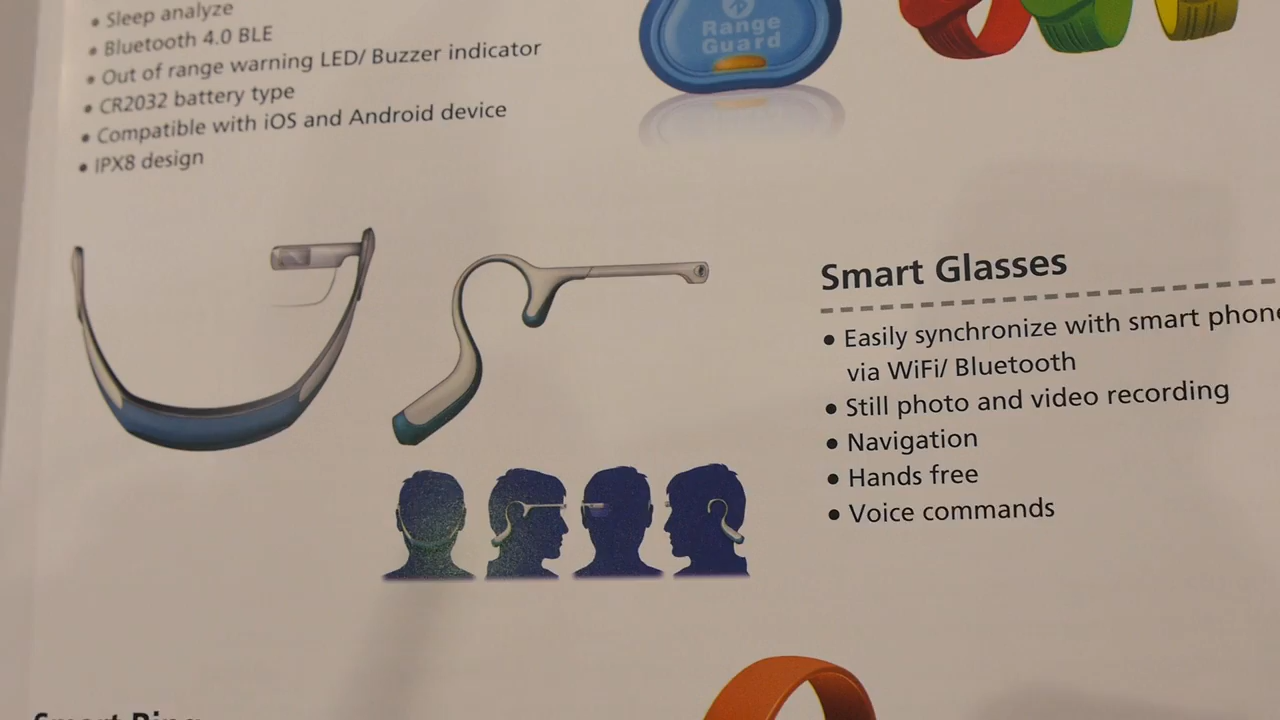 • Sleep analyze
• Bluetooth 4.0 BLE
• Out of range warning LED/ Buzzer indicator
• CR2032 battery type
• Compatible with iOS and Android device
• IPX8 design
Range
Guard
Smart Glasses
• Easily synchronize with smart phone
via WiFi/ Bluetooth
• Still photo and video recording
• Navigation
• Hands free
• Voice commands
Smart Ring